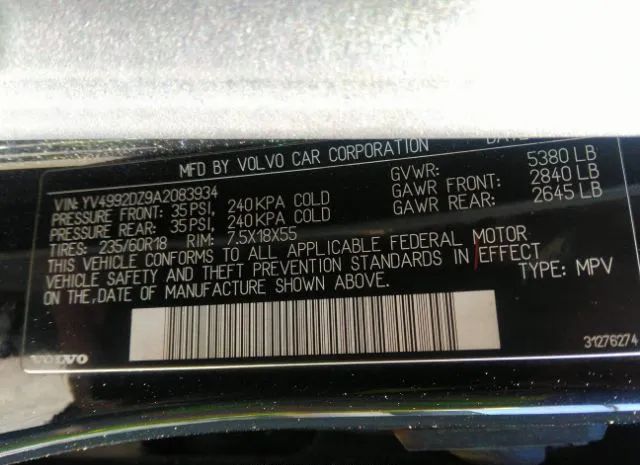 MFD BY VOLVO CAR CORPORATION
VIN: YV4992DZ9A2083934
PRESSURE FRONT: 35PSI, 240KPA COLD
PRESSURE REAR: 35PSI, 240 KPA COLD
TIRES: 235/60R18 RIM: 7.5X18X55
GVWR: 5380 LB
GAWR FRONT: 2840 LB
GAWR REAR: 2645 LB
THIS VEHICLE CONFORMS TO ALL APPLICABLE FEDERAL MOTOR
VEHICLE SAFETY AND THEFT PREVENTION STANDARDS IN EFFECT
ON THE DATE OF MANUFACTURE SHOWN ABOVE.
TYPE: MPV
31276274
VOLVO